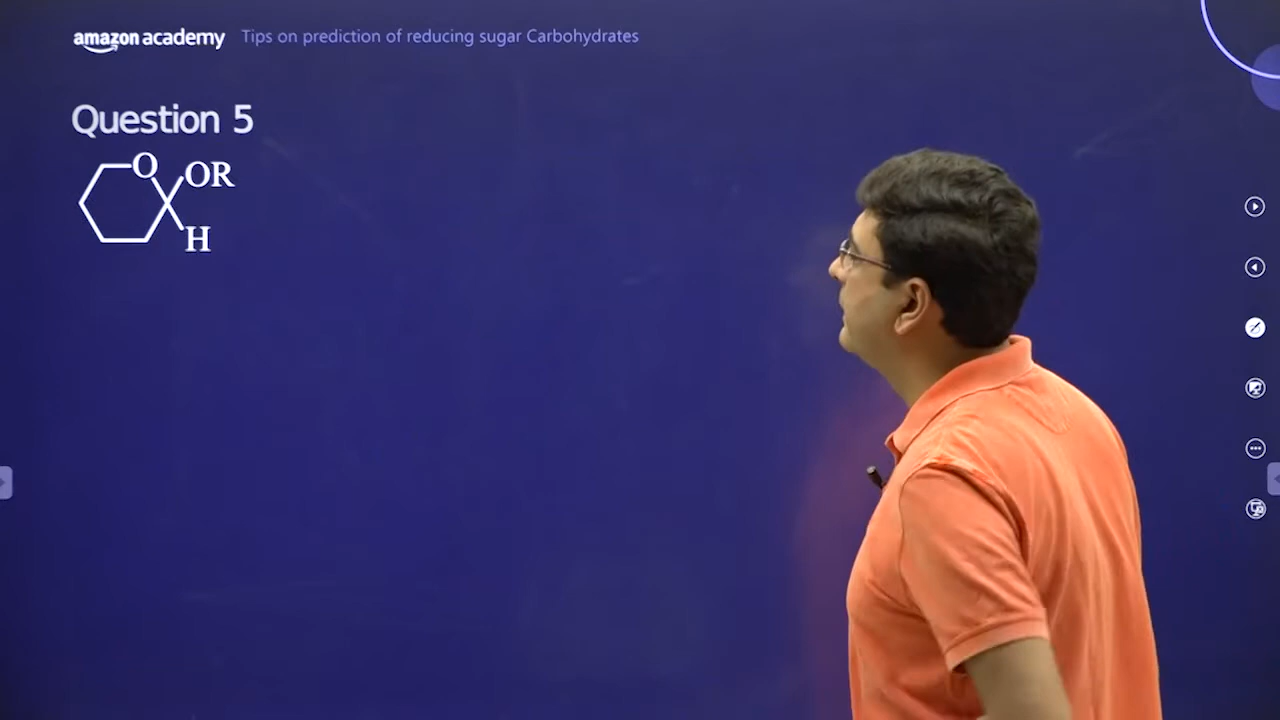 amazon academy
Tips on prediction of reducing sugar Carbohydrates
Question 5
O
OR
H